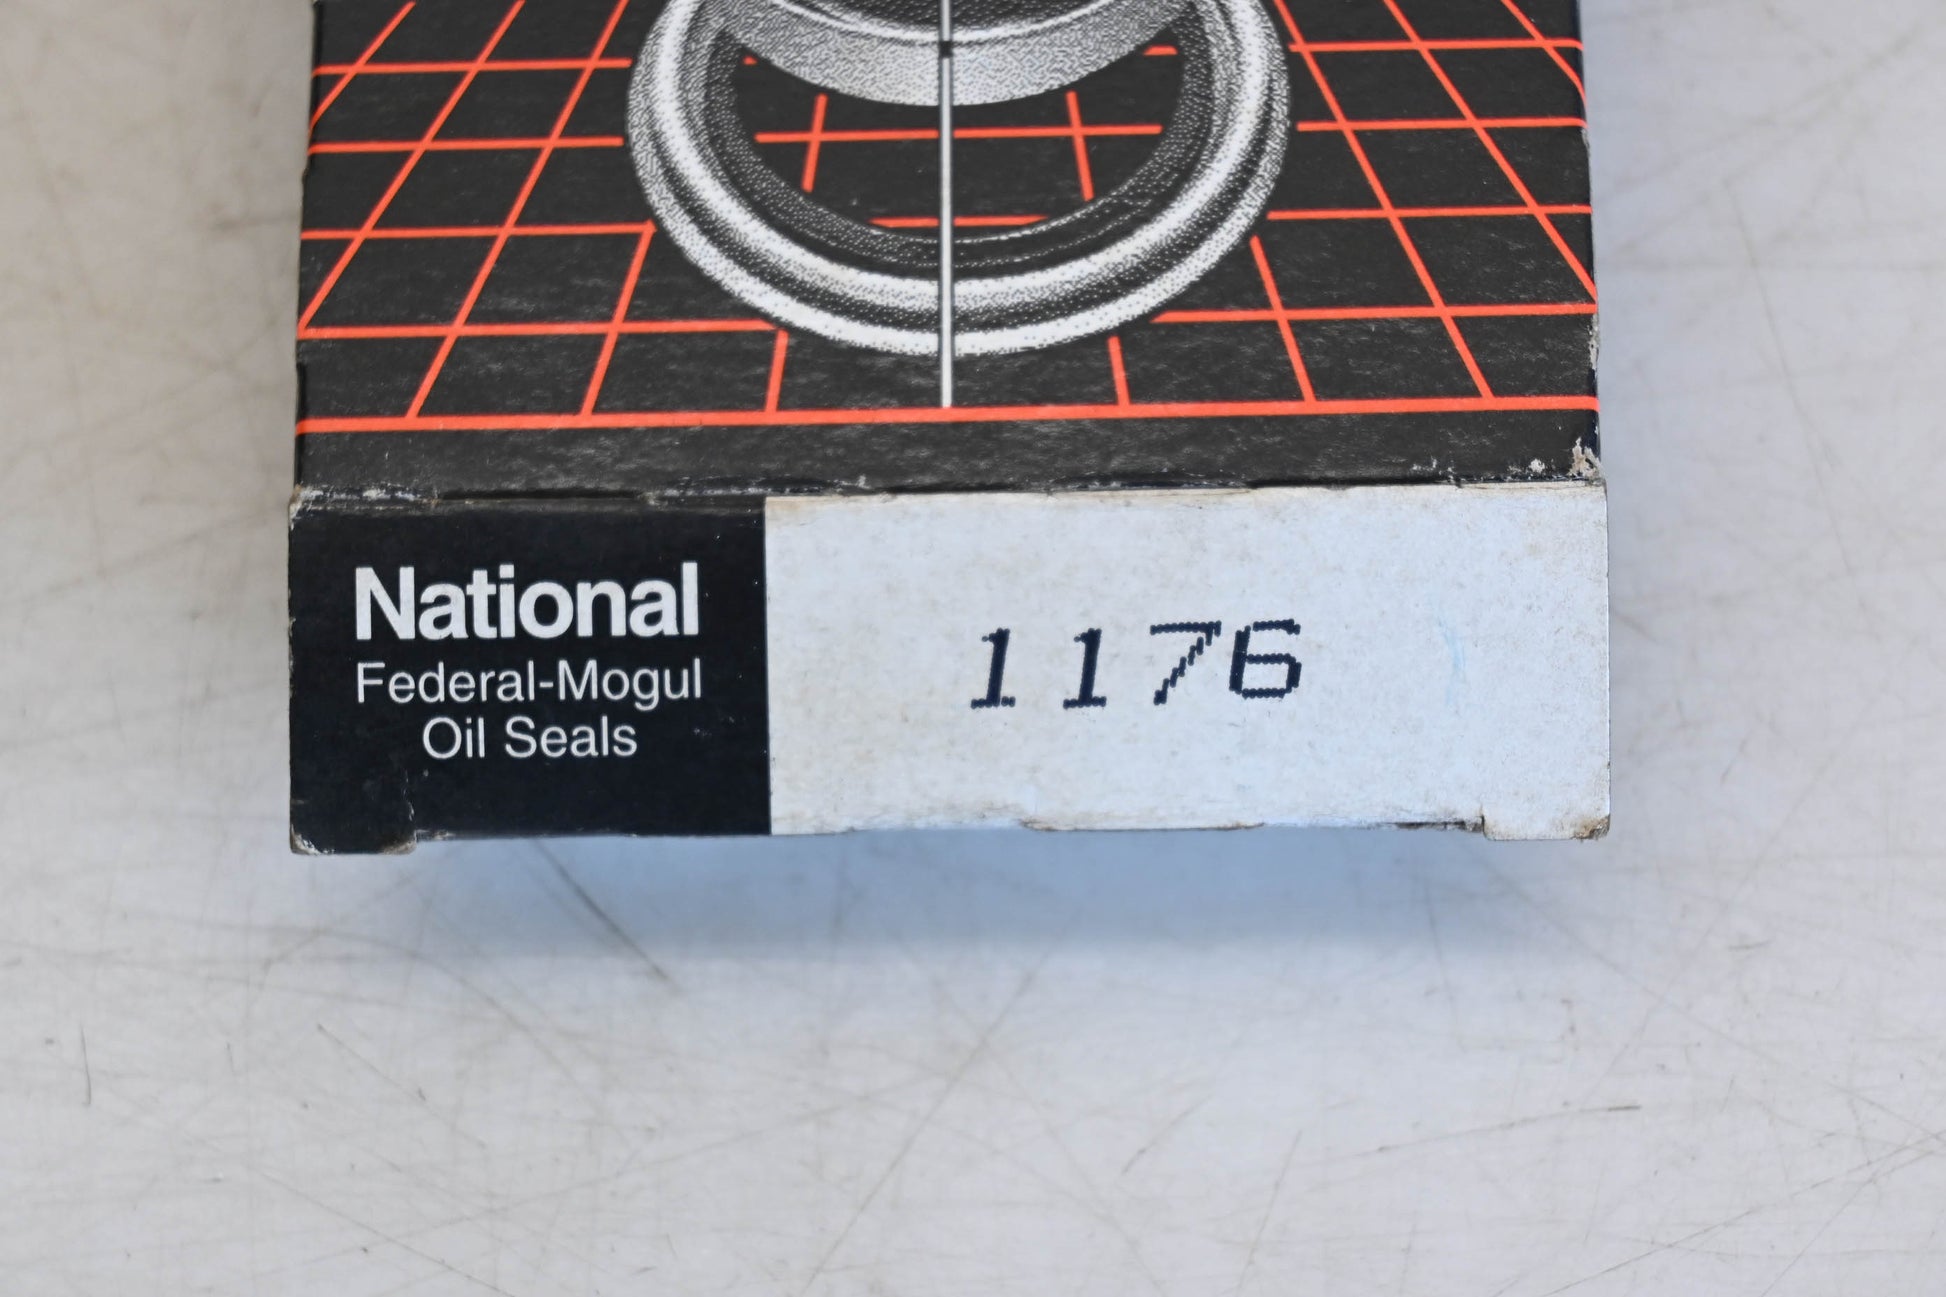 National
Federal-Mogul
Oil Seals
1176